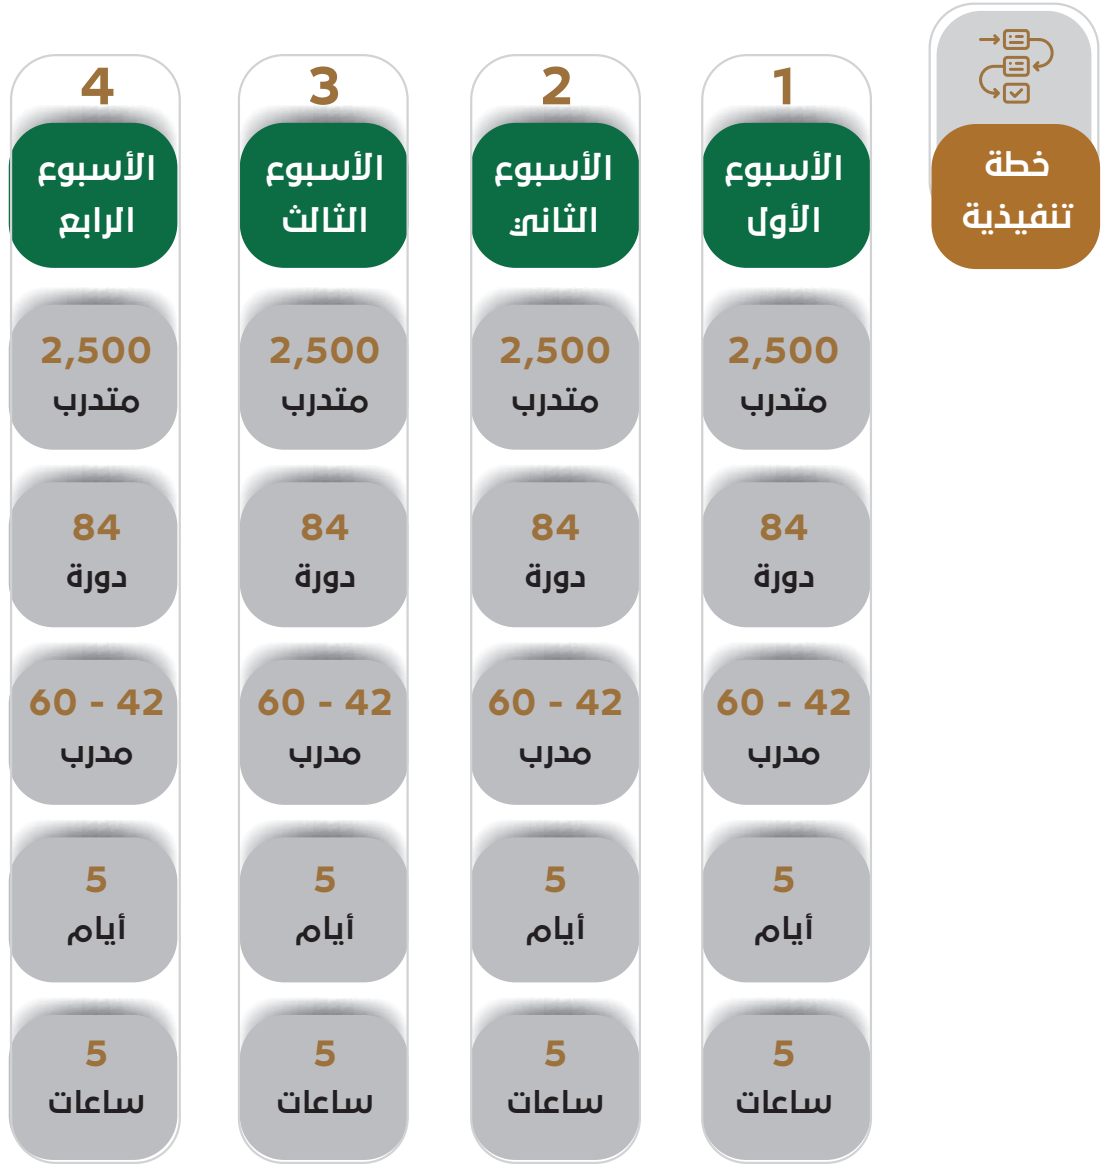 خطة
تنفيذية
1
الأسبوع
الأول
2,500
متدرب
84
دورة
42 - 60
مدرب
5
أيام
5
ساعات
2
الأسبوع
الثاني
2,500
متدرب
84
دورة
42 - 60
مدرب
5
أيام
5
ساعات
3
الأسبوع
الثالث
2,500
متدرب
84
دورة
42 - 60
مدرب
5
أيام
5
ساعات
4
الأسبوع
الرابع
2,500
متدرب
84
دورة
42 - 60
مدرب
5
أيام
5
ساعات